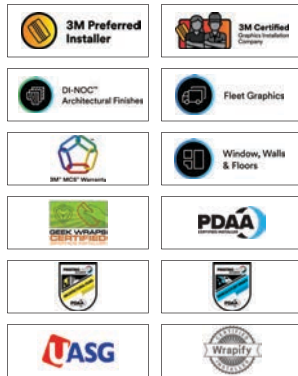 3M Preferred
Installer
3M Certified
Graphics Installation
Company
DI-NOC™
Architectural Finishes
Fleet Graphics
3M™ MCS™ Warranty
Window, Walls
& Floors
GEEK WRAPS
CERTIFIED
PDAA
CERTIFIED INSTALLER
PDAA
PDAA
UASG
CERTIFIED
Wrapify
INSTALLER